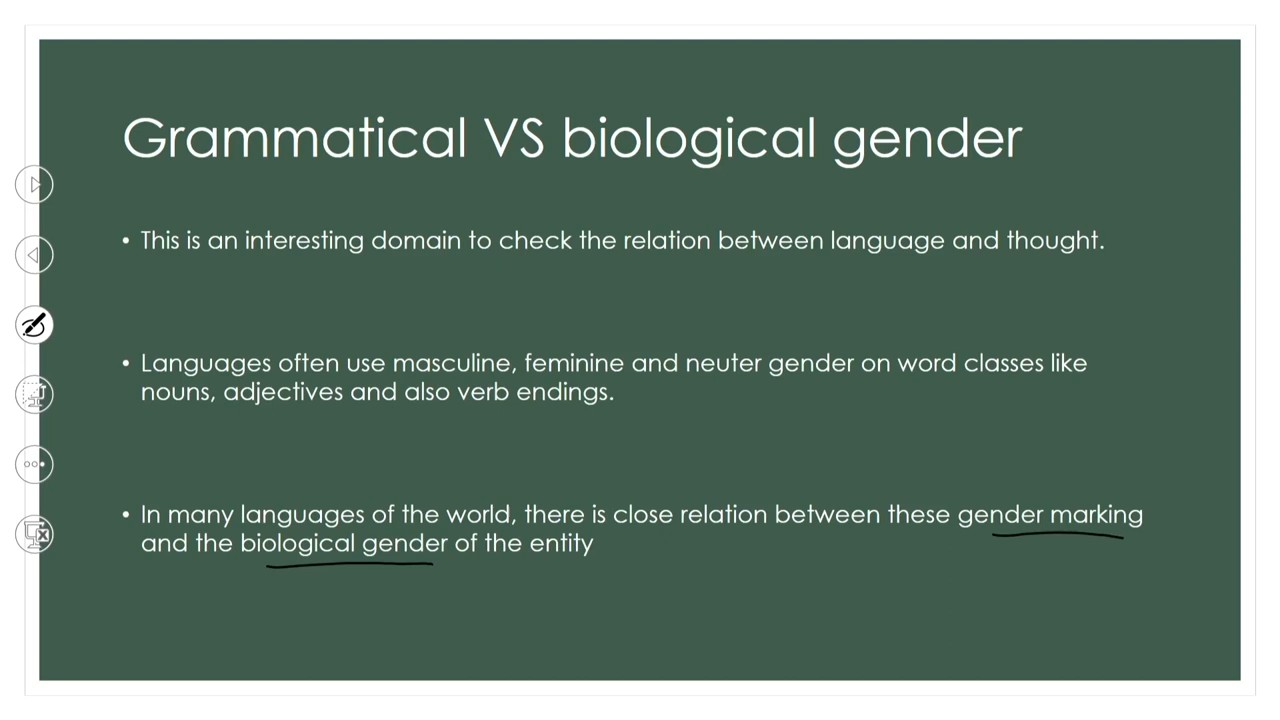 Grammatical VS biological gender
• This is an interesting domain to check the relation between language and thought.
• Languages often use masculine, feminine and neuter gender on word classes like
nouns, adjectives and also verb endings.
• In many languages of the world, there is close relation between these gender marking
and the biological gender of the entity